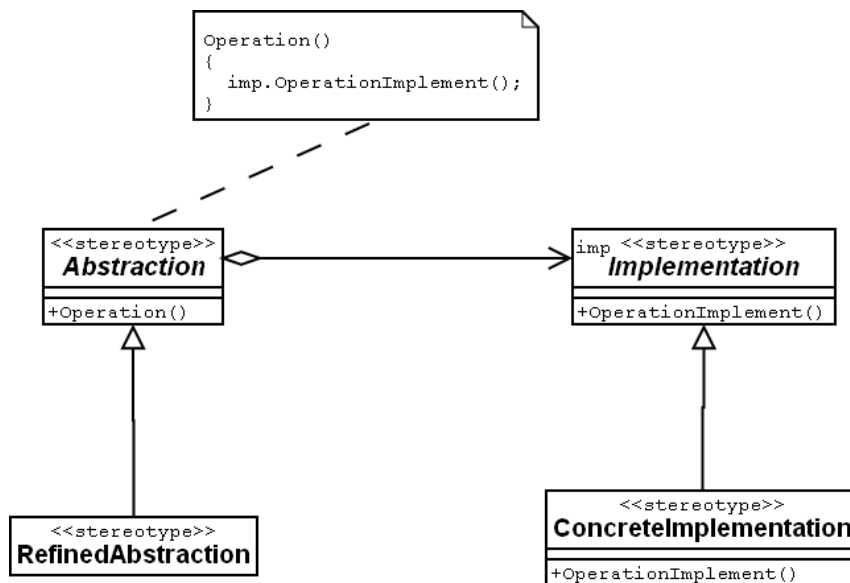 Operation()
{
  imp.OperationImplement();
}
<<stereotype>>
Abstraction
+Operation()
imp <<stereotype>>
Implementation
+OperationImplement()
<<stereotype>>
RefinedAbstraction
<<stereotype>>
ConcreteImplementation
+OperationImplement()